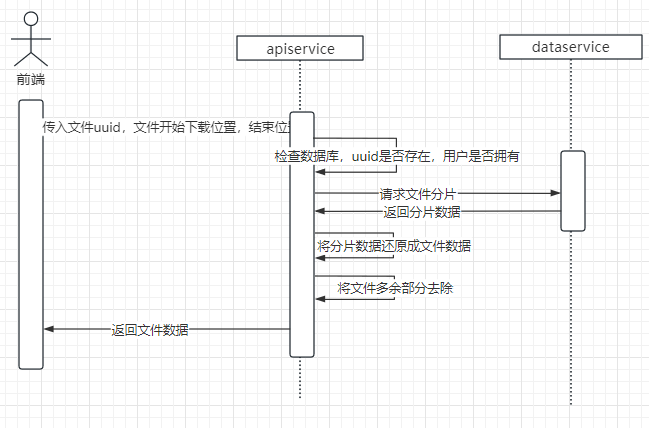 前端
apiservice
dataservice
传入文件uuid，文件开始下载位置，结束位
检查数据库，uuid是否存在，用户是否拥有
请求文件分片
返回分片数据
将分片数据还原成文件数据
将文件多余部分去除
返回文件数据